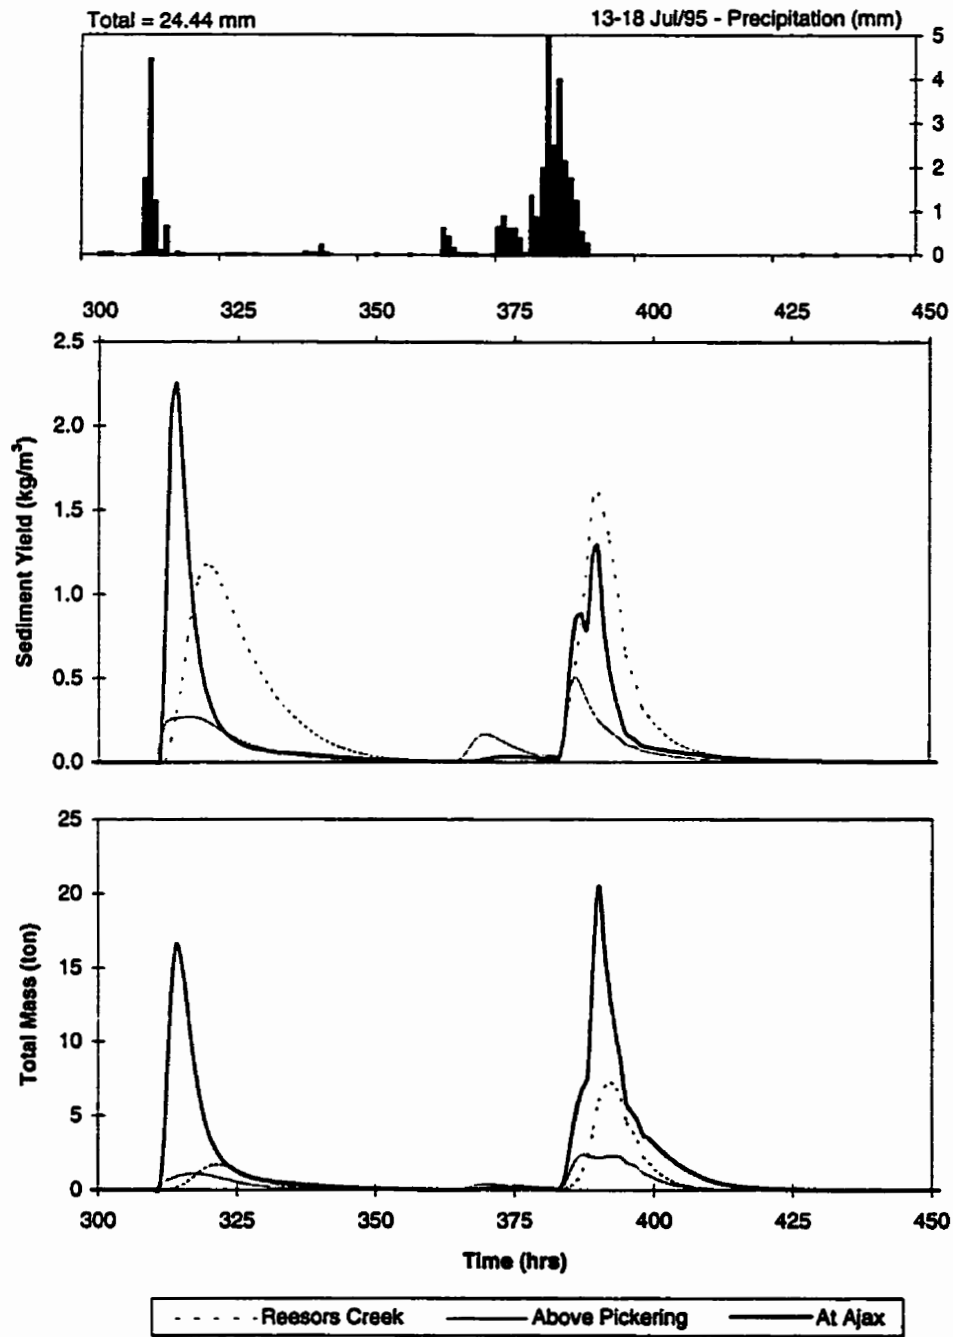 Total = 24.44 mm 13-18 Jul/95 - Precipitation (mm)
5
4
3
2
1
0
300 325 350 375 400 425 450
2.5
2.0
1.5
1.0
0.5
0.0
Sediment Yield (kg/m³)
25
20
15
10
5
0
Total Mass (ton)
300 325 350 375 400 425 450
Time (hrs)
Reesors Creek Above Pickering At Ajax